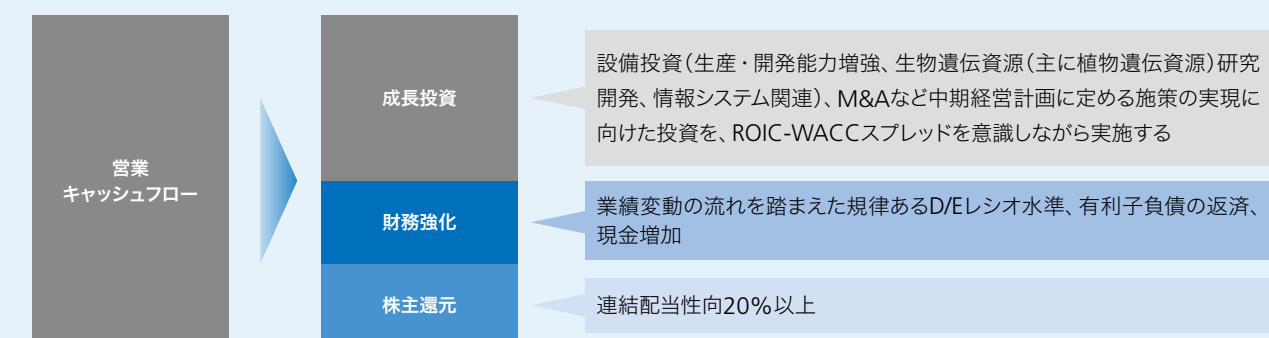 営業
キャッシュフロー
成長投資
設備投資（生産・開発能力増強、生物遺伝資源（主に植物遺伝資源）研究
開発、情報システム関連）、M&Aなど中期経営計画に定める施策の実現に
向けた投資を、ROIC-WACCスプレッドを意識しながら実施する
財務強化
業績変動の流れを踏まえた規律あるD/Eレシオ水準、有利子負債の返済、
現金増加
株主還元
連結配当性向20％以上